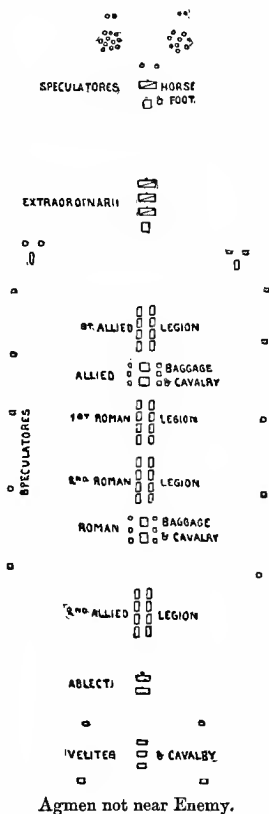 SPECULATORES HORSE
& FOOT.
EXTRAORDINARII
1ST. ALLIED LEGION
ALLIED BAGGAGE
& CAVALRY
1ST ROMAN LEGION
SPECULATORES
2ND. ROMAN LEGION
ROMAN BAGGAGE
& CAVALRY
2ND. ALLIED LEGION
ABLECTI
VELITES & CAVALRY
Agmen not near Enemy.